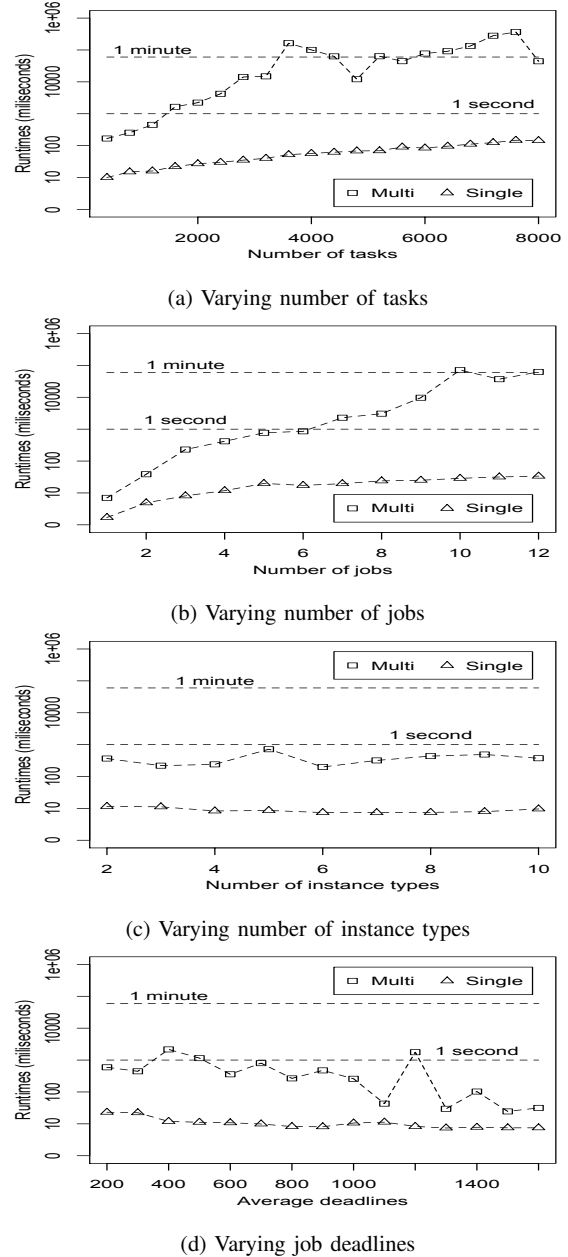 Runtimes (miliseconds)
1e+06
10000
100
10
0
1 minute
1 second
Multi Single
2000 4000 6000 8000
Number of tasks
(a) Varying number of tasks
Runtimes (miliseconds)
1e+06
10000
100
10
0
1 minute
1 second
Multi Single
2 4 6 8 10 12
Number of jobs
(b) Varying number of jobs
Runtimes (miliseconds)
1e+06
10000
100
10
0
Multi Single
1 minute
1 second
2 4 6 8 10
Number of instance types
(c) Varying number of instance types
Runtimes (miliseconds)
1e+06
10000
100
10
0
Multi Single
1 minute
1 second
200 400 600 800 1000 1400
Average deadlines
(d) Varying job deadlines